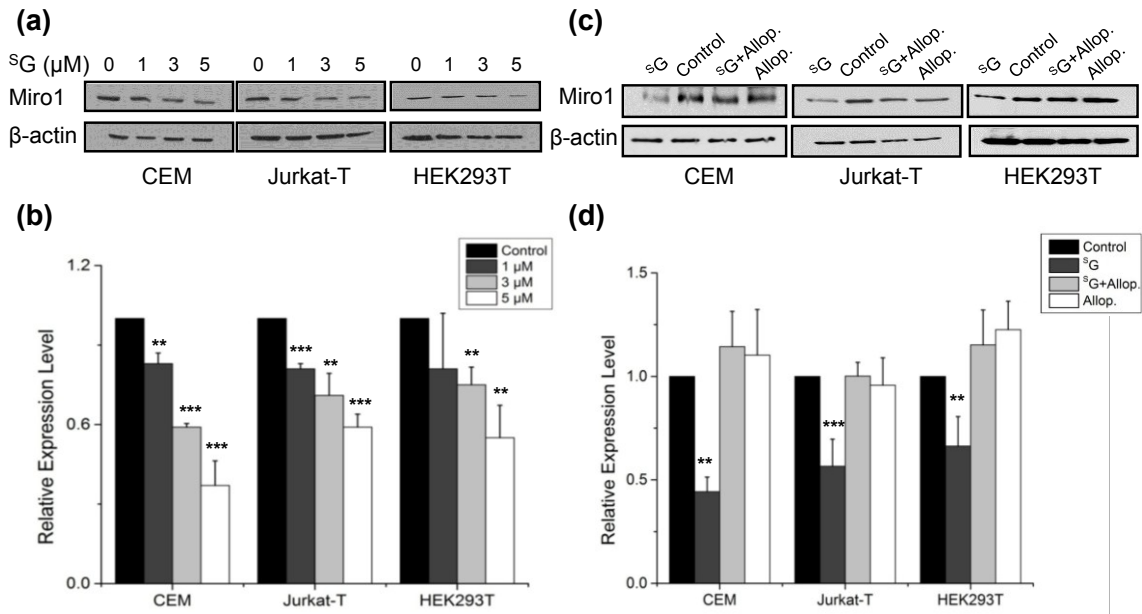 (a)
ˢG (µM) 0 1 3 5 0 1 3 5 0 1 3 5
Miro1
β-actin
CEM Jurkat-T HEK293T
(c)
ˢG Control ˢG+Allop. Allop. ˢG Control ˢG+Allop. Allop. ˢG Control ˢG+Allop. Allop.
Miro1
β-actin
CEM Jurkat-T HEK293T
(b)
Control
1 µM
3 µM
5 µM
Relative Expression Level
1.2
0.6
0.0
** *** *** *** ** *** ** **
CEM Jurkat-T HEK293T
(d)
Control
ˢG
ˢG+Allop.
Allop.
Relative Expression Level
1.5
1.0
0.5
0.0
** *** **
CEM Jurkat-T HEK293T